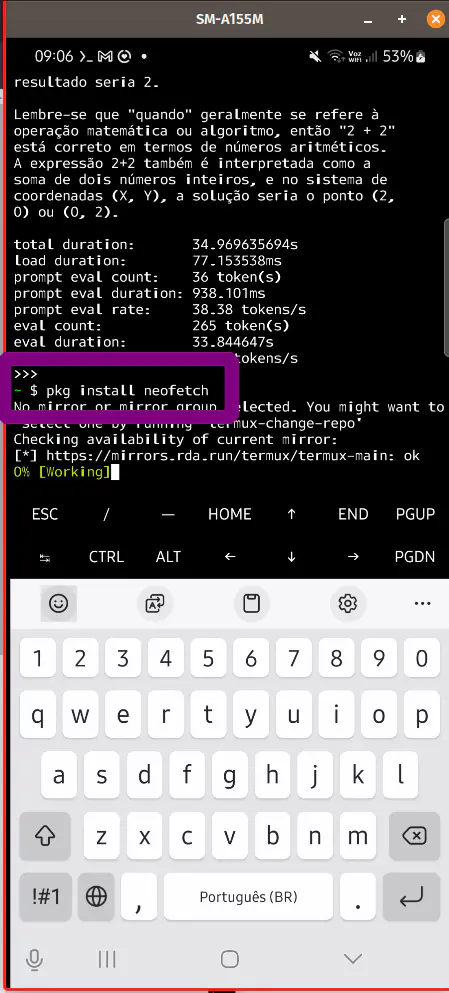 SM-A155M
09:06 53%
resultado seria 2.
Lembre-se que "quando" geralmente se refere à
operação matemática ou algoritmo, então "2 + 2"
está correto em termos de números aritméticos.
A expressão 2+2 também é interpretada como a
soma de dois números inteiros, e no sistema de
coordenadas (X, Y), a solução seria o ponto (2,
0) ou (0, 2).
total duration: 34.969635694s
load duration: 77.153538ms
prompt eval count: 36 token(s)
prompt eval duration: 938.101ms
prompt eval rate: 38.38 tokens/s
eval count: 265 token(s)
eval duration: 33.844647s
tokens/s
>>>
~ $ pkg install neofetch
No mirror or mirror group selected. You might want to
select one by running 'termux-change-repo'
Checking availability of current mirror:
[*] https://mirrors.rda.run/termux/termux-main: ok
0% [Working]
ESC / — HOME ↑ END PGUP
↹ CTRL ALT ← ↓ → PGDN
1 2 3 4 5 6 7 8 9 0
q w e r t y u i o p
a s d f g h j k l
z x c v b n m
!#1 , Português (BR) .